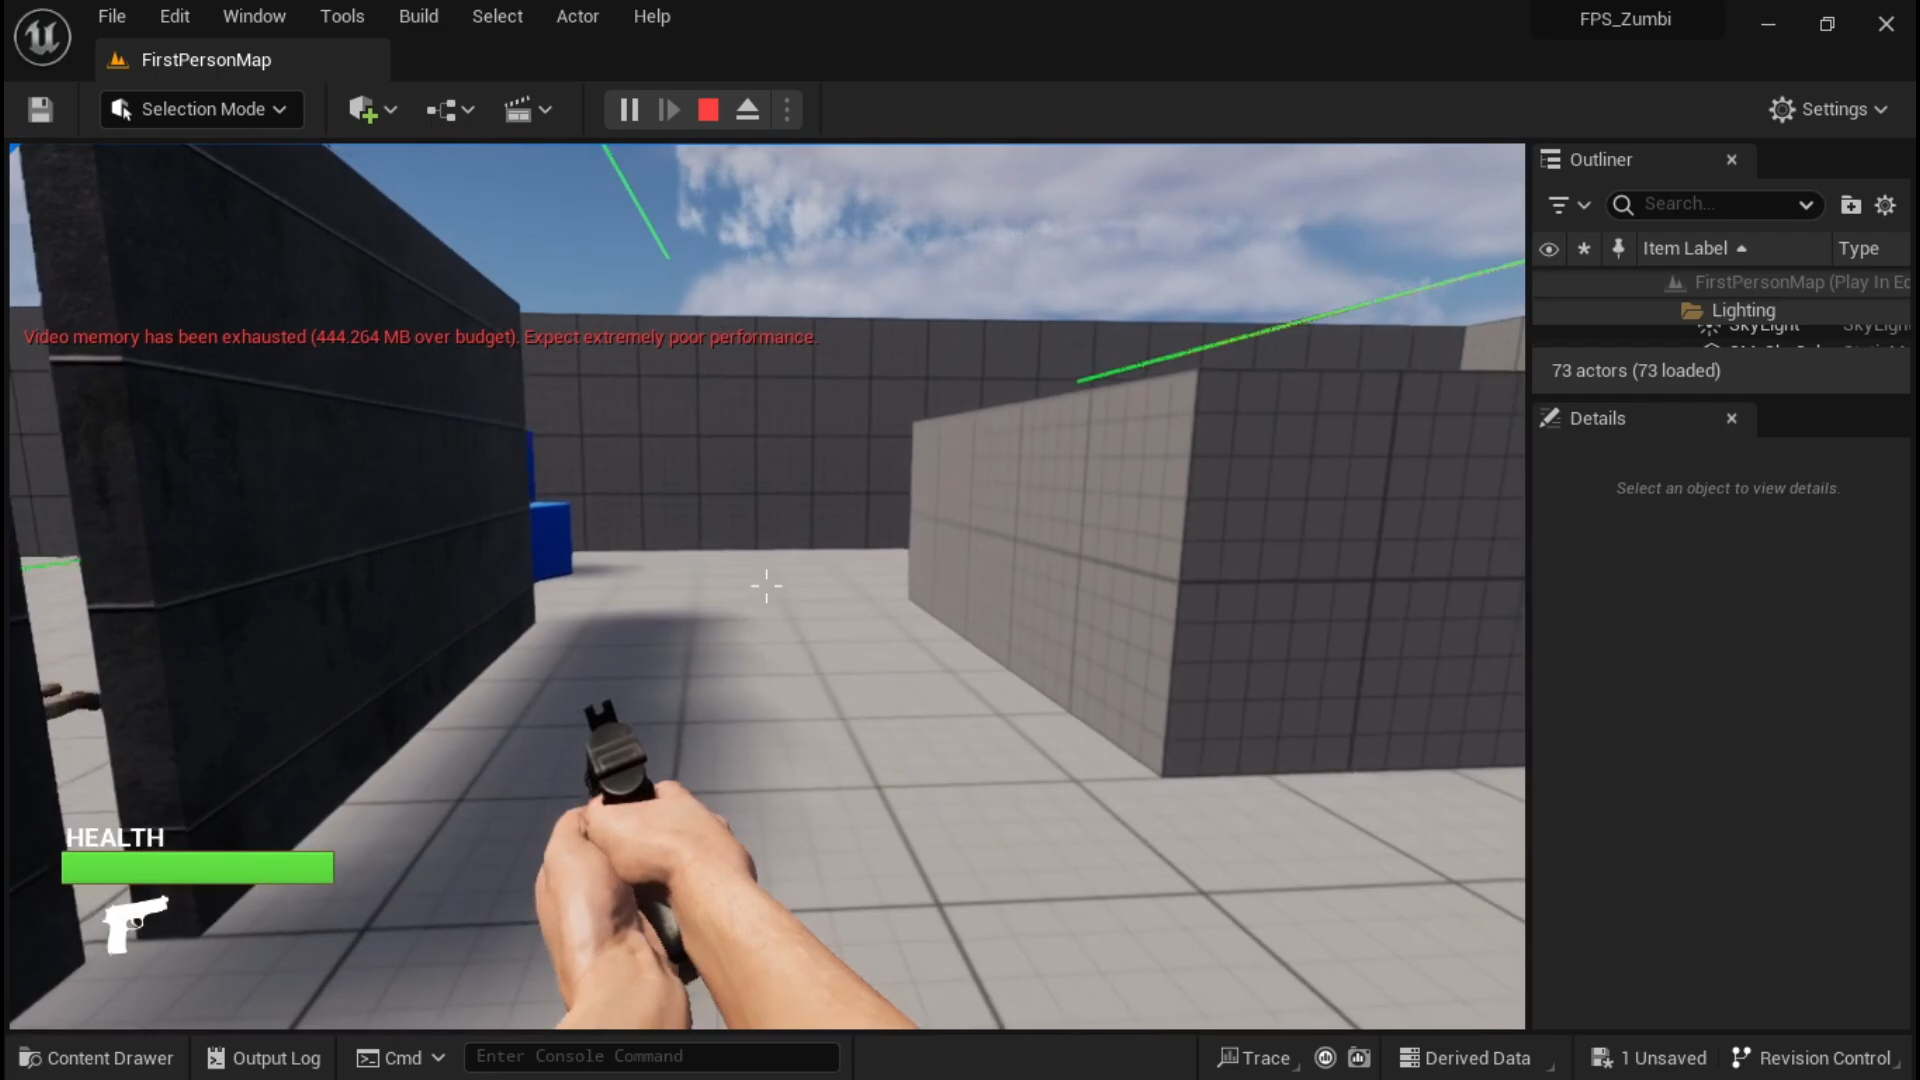 File Edit Window Tools Build Select Actor Help
FPS_Zumbi
FirstPersonMap
Selection Mode
Settings
Outliner
Search...
Item Label
Type
FirstPersonMap (Play In Ed
Lighting
SkyLight
SkyLigh
73 actors (73 loaded)
Details
Select an object to view details.
Video memory has been exhausted (444.264 MB over budget). Expect extremely poor performance.
HEALTH
Content Drawer
Output Log
Cmd
Enter Console Command
Trace
Derived Data
1 Unsaved
Revision Control